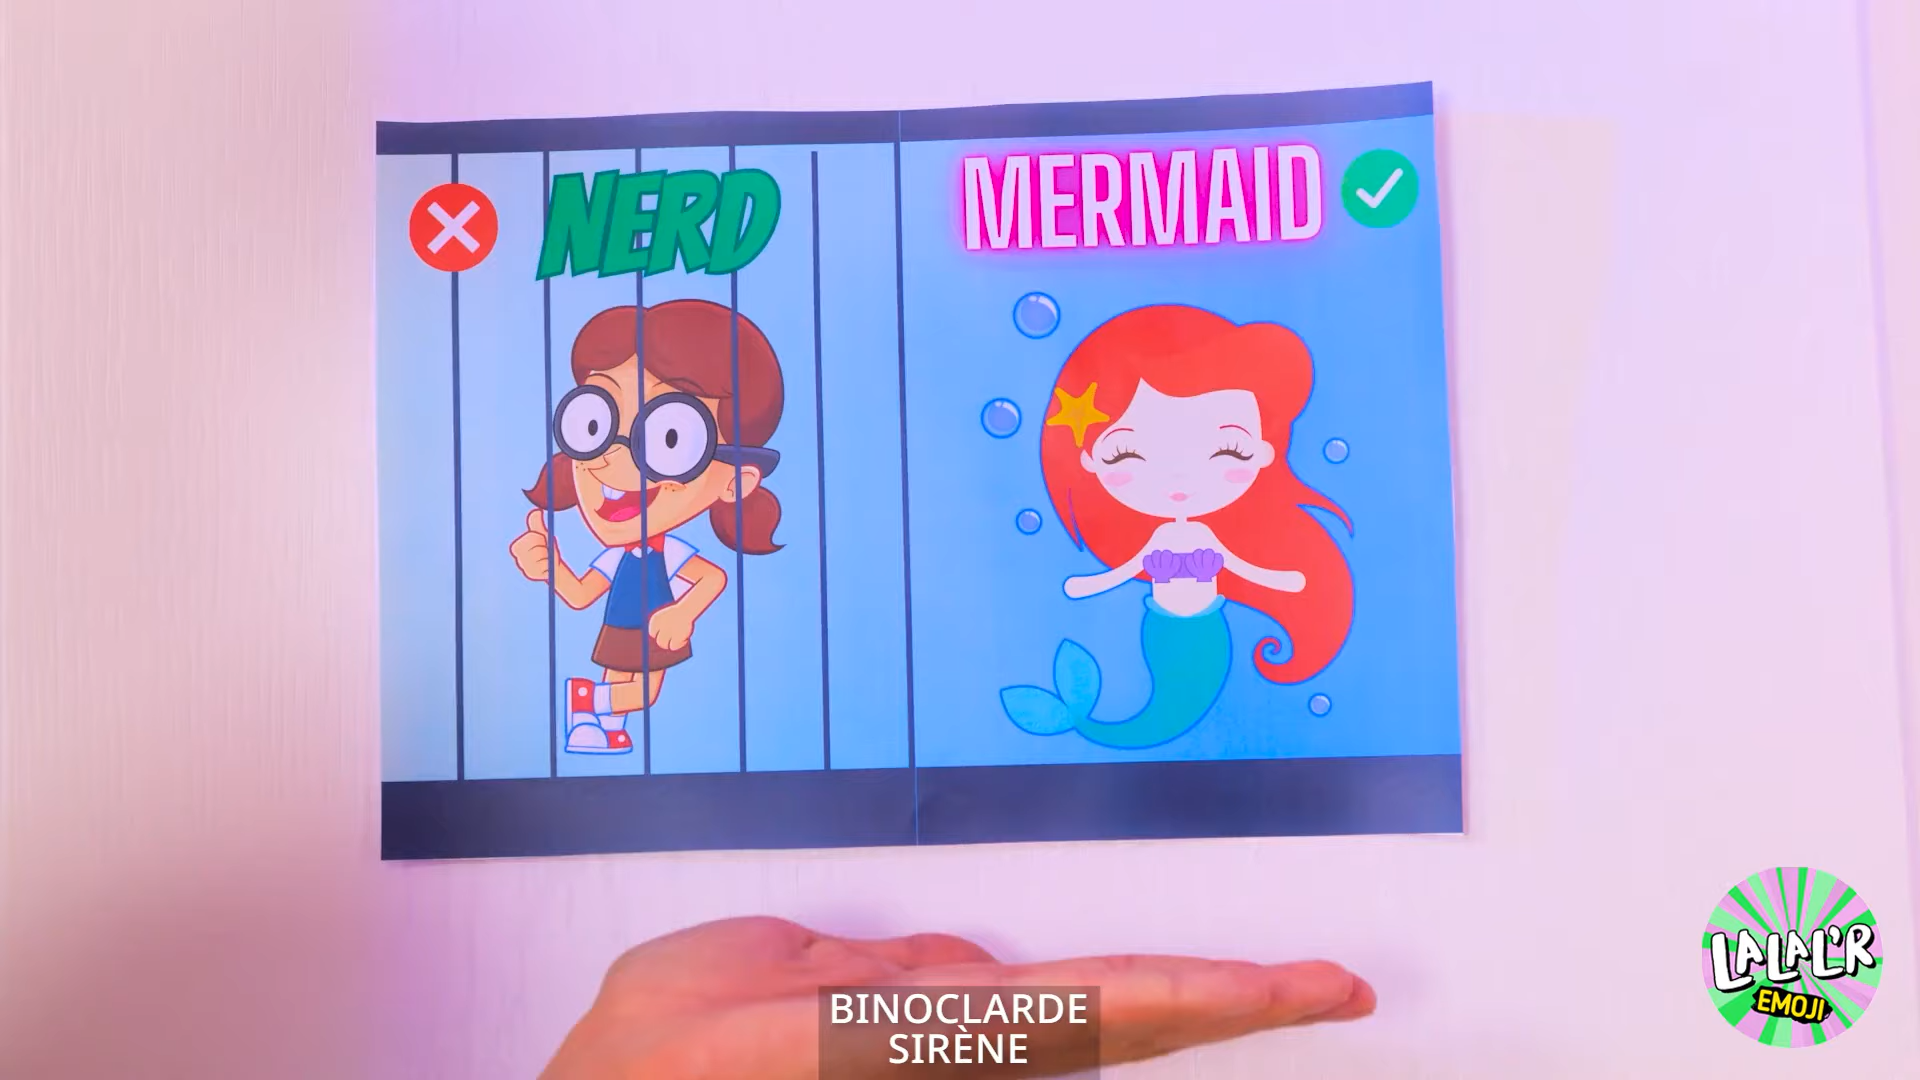 NERD
MERMAID
BINOCLARDE
SIRÈNE
LALAL'R
EMOJI